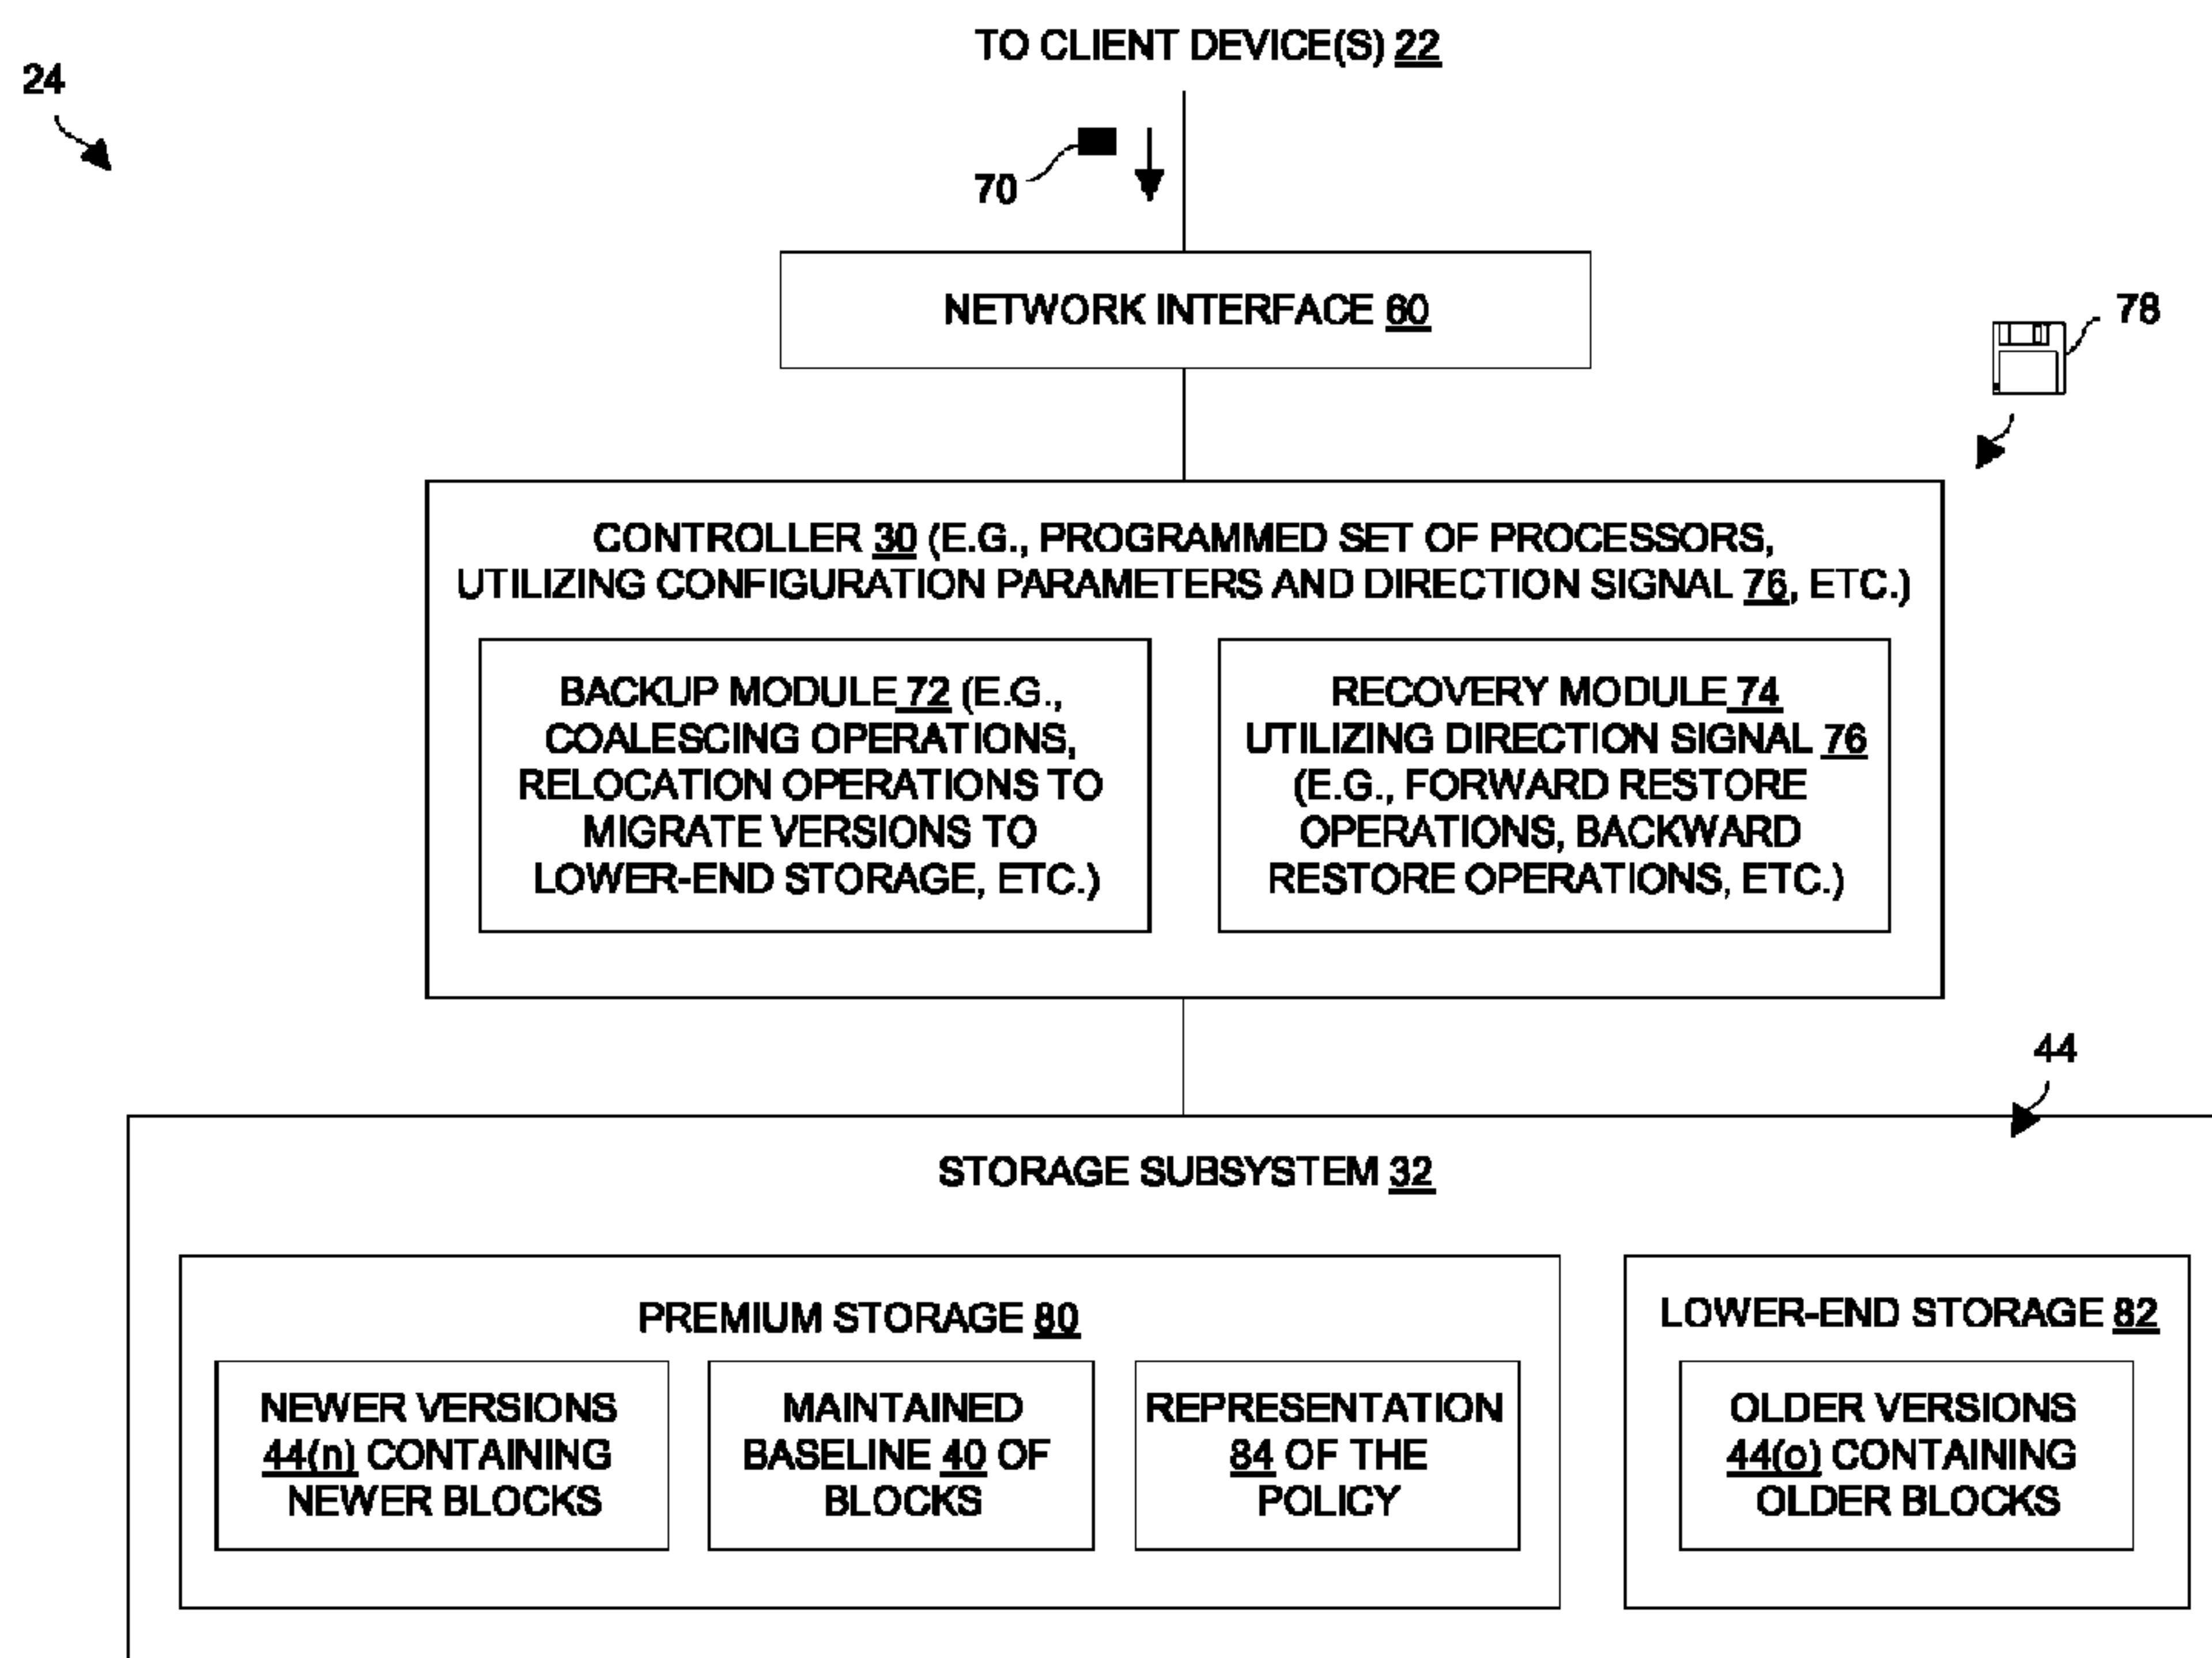 TO CLIENT DEVICE(S) 22
24
70
NETWORK INTERFACE 60
78
CONTROLLER 30 (E.G., PROGRAMMED SET OF PROCESSORS,
UTILIZING CONFIGURATION PARAMETERS AND DIRECTION SIGNAL 76, ETC.)
BACKUP MODULE 72 (E.G.,
COALESCING OPERATIONS,
RELOCATION OPERATIONS TO
MIGRATE VERSIONS TO
LOWER-END STORAGE, ETC.)
RECOVERY MODULE 74
UTILIZING DIRECTION SIGNAL 76
(E.G., FORWARD RESTORE
OPERATIONS, BACKWARD
RESTORE OPERATIONS, ETC.)
44
STORAGE SUBSYSTEM 32
PREMIUM STORAGE 80
NEWER VERSIONS
44(n) CONTAINING
NEWER BLOCKS
MAINTAINED
BASELINE 40 OF
BLOCKS
REPRESENTATION
84 OF THE
POLICY
LOWER-END STORAGE 82
OLDER VERSIONS
44(o) CONTAINING
OLDER BLOCKS